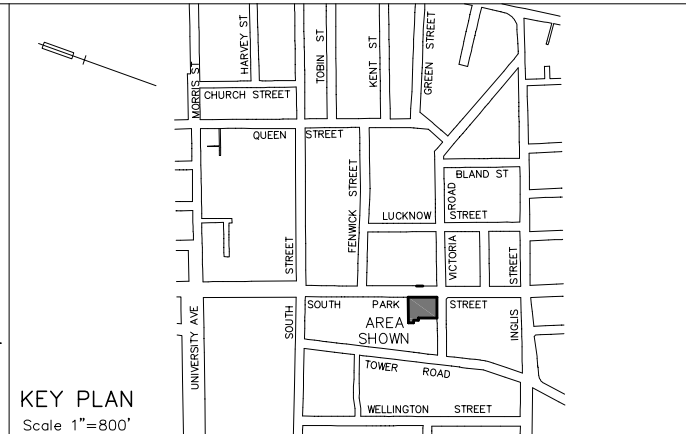 HARVEY ST
MORRIS ST
TOBIN ST
KENT ST
GREEN STREET
CHURCH STREET
QUEEN STREET
FENWICK STREET
BLAND ST
LUCKNOW STREET
VICTORIA ROAD
STREET
SOUTH PARK STREET
AREA
SHOWN
UNIVERSITY AVE
SOUTH STREET
INGLIS
TOWER ROAD
WELLINGTON STREET
KEY PLAN
Scale 1"=800'